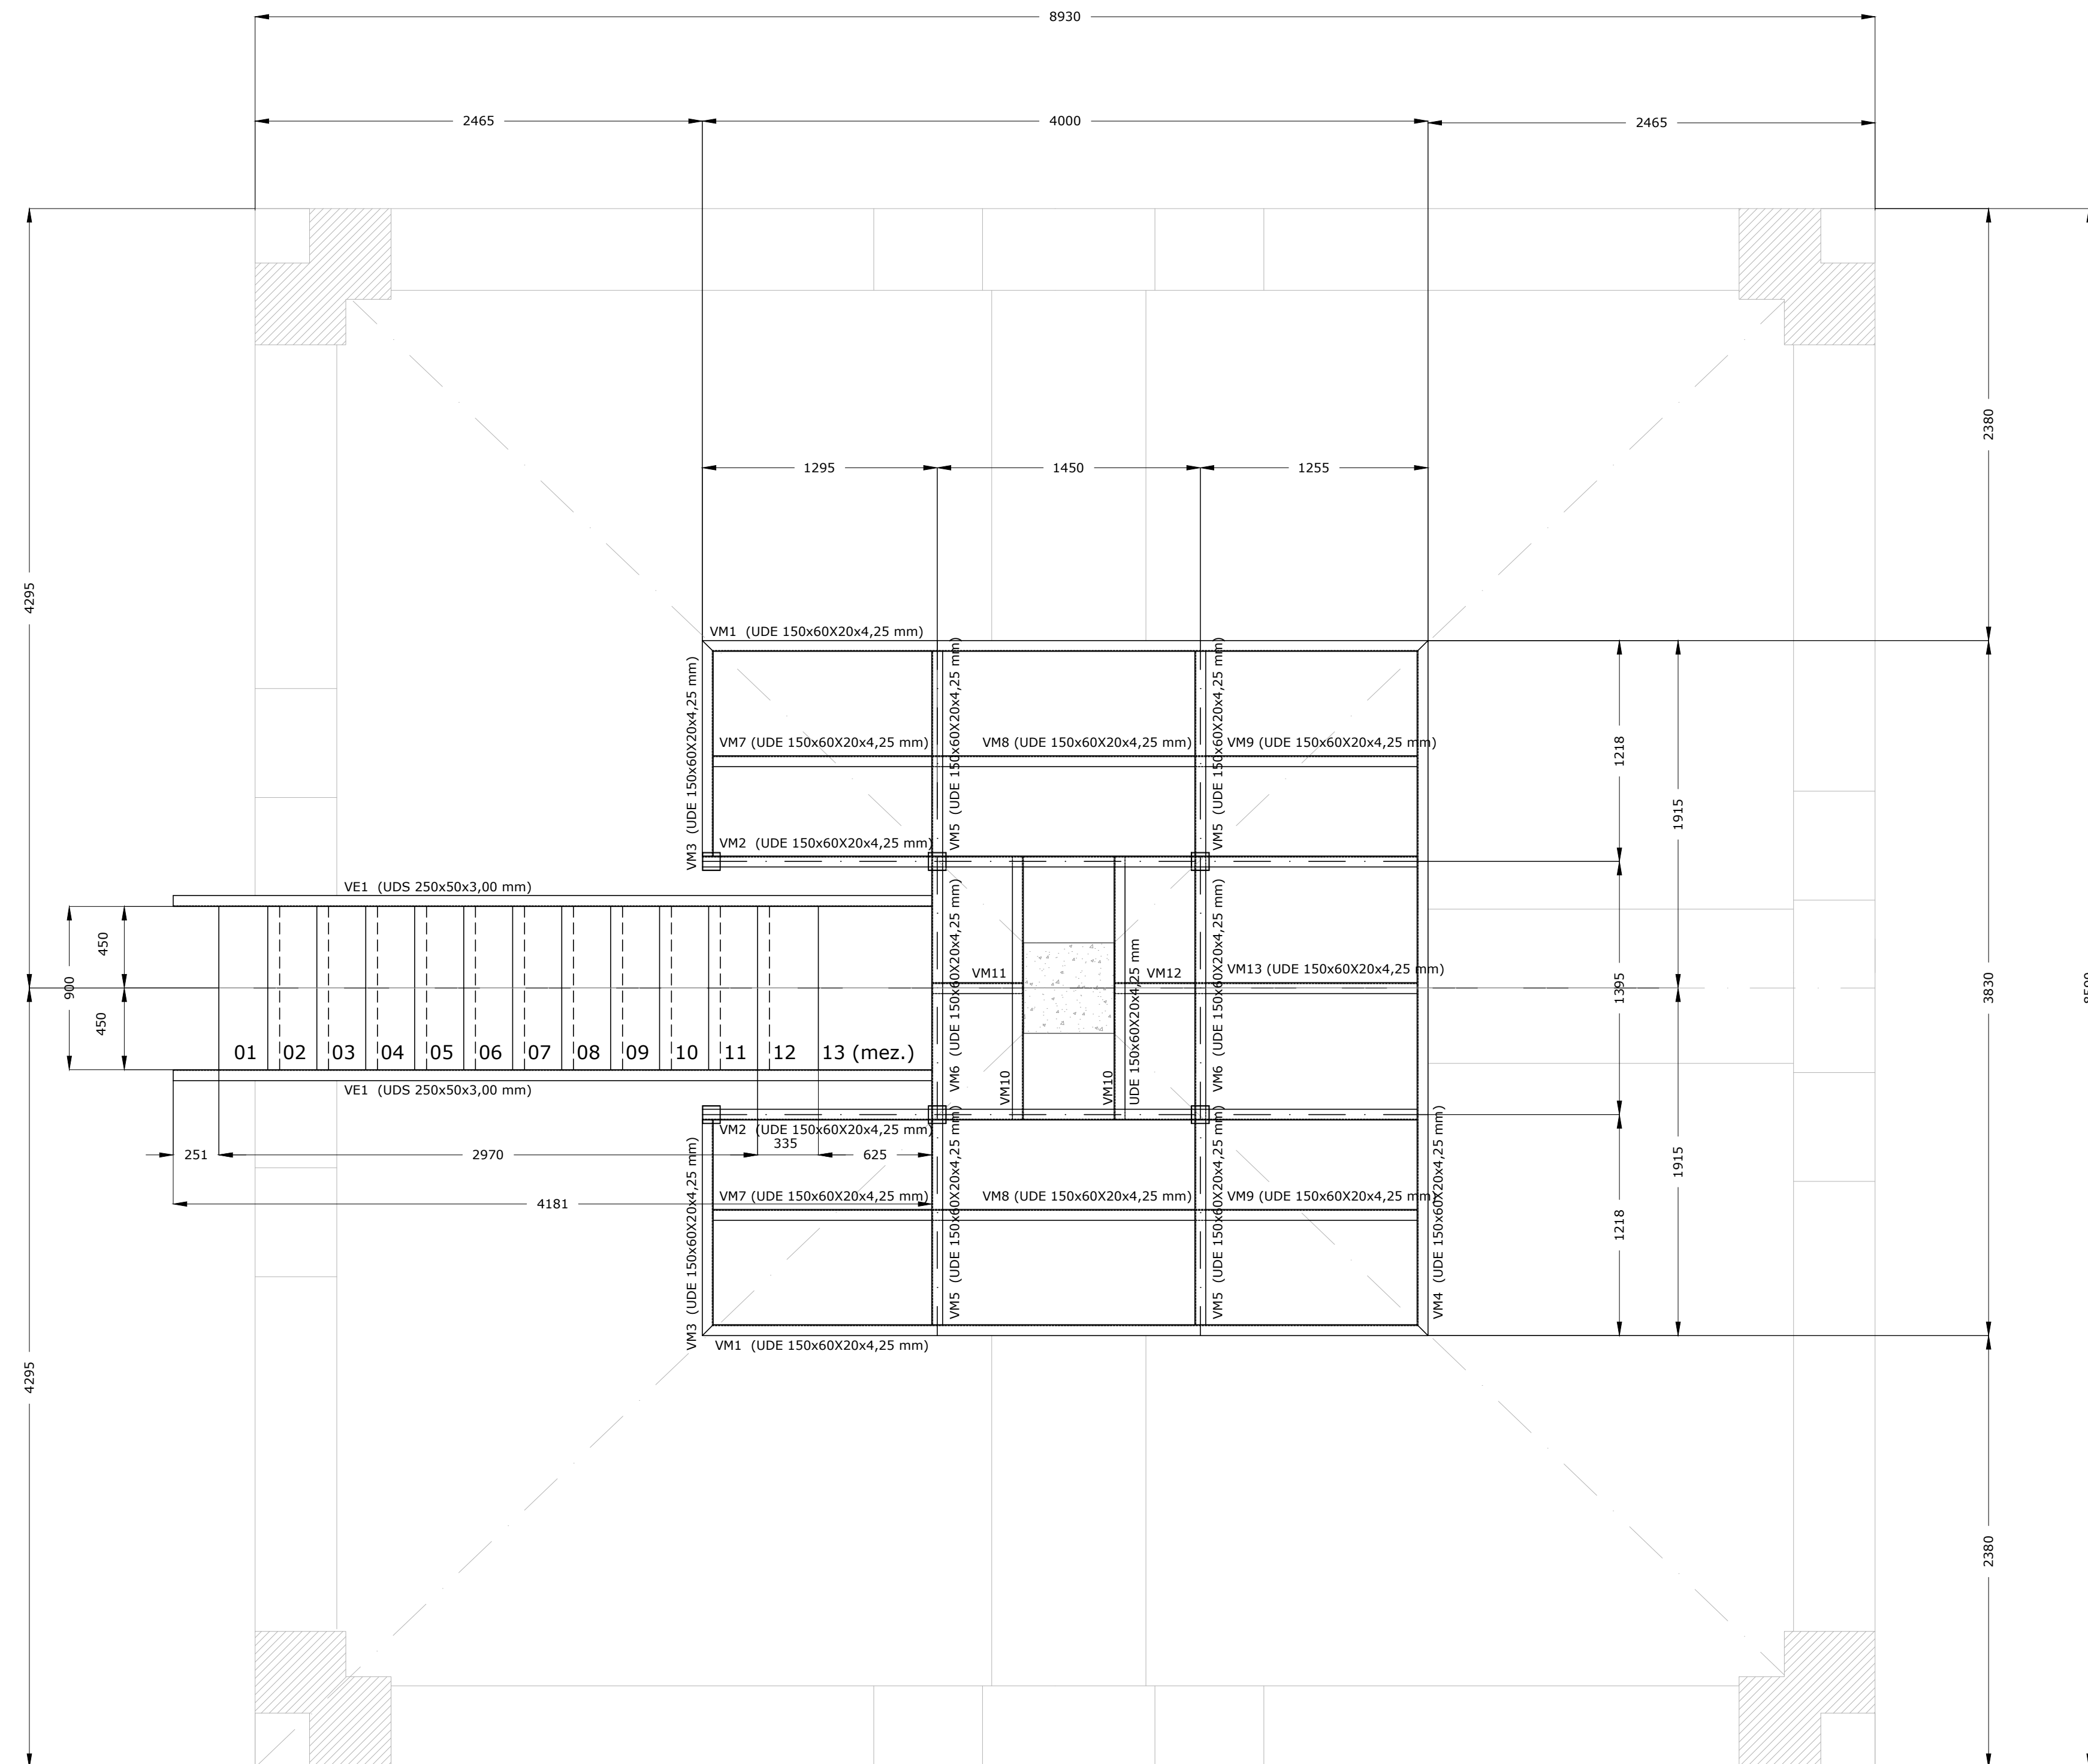 8930
2465
4000
2465
4295
2380
1295
1450
1255
VM1 (UDE 150x60X20x4,25 mm)
VM3 (UDE 150x60X20x4,25 mm)
VM5 (UDE 150x60X20x4,25 mm)
VM5 (UDE 150x60X20x4,25 mm)
VM7 (UDE 150x60X20x4,25 mm)
VM8 (UDE 150x60X20x4,25 mm)
VM9 (UDE 150x60X20x4,25 mm)
1218
1915
VM2 (UDE 150x60X20x4,25 mm)
VE1 (UDS 250x50x3,00 mm)
450
900
450
VM6 (UDE 150x60X20x4,25 mm)
VM11
VM12
VM13 (UDE 150x60X20x4,25 mm)
VM6 (UDE 150x60X20x4,25 mm)
UDE 150x60X20x4,25 mm
1395
3830
01 02 03 04 05 06 07 08 09 10 11 12 13 (mez.)
VM10
VM10
VE1 (UDS 250x50x3,00 mm)
VM2 (UDE 150x60X20x4,25 mm)
251
2970
335
625
4181
VM3 (UDE 150x60X20x4,25 mm)
VM5 (UDE 150x60X20x4,25 mm)
VM5 (UDE 150x60X20x4,25 mm)
VM4 (UDE 150x60X20x4,25 mm)
VM7 (UDE 150x60X20x4,25 mm)
VM8 (UDE 150x60X20x4,25 mm)
VM9 (UDE 150x60X20x4,25 mm)
1915
1218
VM1 (UDE 150x60X20x4,25 mm)
4295
2380